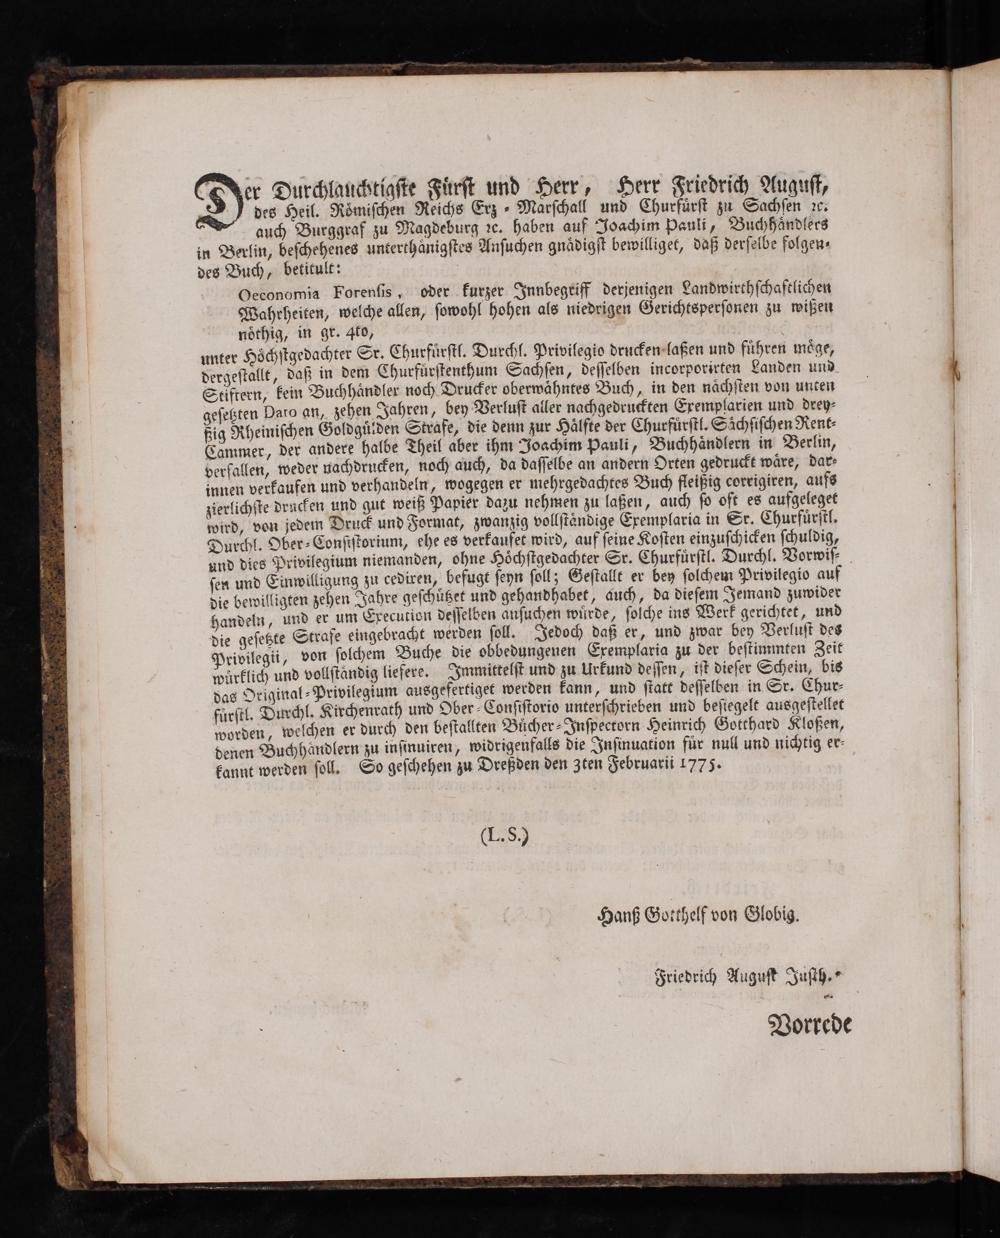 Der Durchlauchtigste Fürst und Herr, Herr Friedrich August,
des Heil. Römischen Reichs Erz-Marschall und Churfürst zu Sachsen ꝛc.
auch Burggraf zu Magdeburg ꝛc. haben auf Joachim Pauli, Buchhändlers
in Berlin, beschehenes unterthänigstes Ansuchen gnädigst bewilliget, daß derselbe folgen-
des Buch, betitult:
Oeconomia Forensis, oder kurzer Innbegriff derjenigen Landwirthschaftlichen
Wahrheiten, welche allen, sowohl hohen als niedrigen Gerichtspersonen zu wißen
nöthig, in gr. 4to,
unter Höchstgedachter Sr. Churfürstl. Durchl. Privilegio drucken laßen und führen möge,
dergestallt, daß in dem Churfürstenthum Sachsen, desselben incorporirten Landen und
Stiftern, kein Buchhändler noch Drucker oberwähntes Buch, in den nächsten von unten
gesetzten Dato an, zehen Jahren, bey Verlust aller nachgedruckten Exemplarien und drey-
ßig Rheinischen Goldgülden Strafe, die denn zur Hälfte der Churfürstl. Sächsischen Rent-
Cammer, der andere halbe Theil aber ihm Joachim Pauli, Buchhändlern in Berlin,
verfallen, weder nachdrucken, noch auch, da dasselbe an andern Orten gedruckt wäre, dar-
innen verkaufen und verhandeln, wogegen er mehrgedachtes Buch fleißig corrigiren, aufs
zierlichste drucken und gut weiß Papier dazu nehmen zu laßen, auch so oft es aufgeleget
wird, von jedem Druck und Format, zwanzig vollständige Exemplaria in Sr. Churfürstl.
Durchl. Ober-Consistorium, ehe es verkaufet wird, auf seine Kosten einzuschicken schuldig,
und dies Privilegium niemanden, ohne Höchstgedachter Sr. Churfürstl. Durchl. Vorwis-
sen und Einwilligung zu cediren, befugt seyn soll; Gestallt er bey solchem Privilegio auf
die bewilligten zehen Jahre geschützet und gehandhabet, auch, da diesem Jemand zuwider
handeln, und er um Execution desselben ansuchen würde, solche ins Werk gerichtet, und
die gesetzte Strafe eingebracht werden soll. Jedoch daß er, und zwar bey Verlust des
Privilegii, von solchem Buche die obbedungenen Exemplaria zu der bestimmten Zeit
würklich und vollständig liefere. Immittelst und zu Urkund dessen, ist dieser Schein, bis
das Original-Privilegium ausgefertiget werden kann, und statt desselben in Sr. Chur-
fürstl. Durchl. Kirchenrath und Ober-Consistorio unterschrieben und besiegelt ausgestellet
worden, welchen er durch den bestallten Bücher-Inspectorn Heinrich Gotthard Kloßen,
denen Buchhändlern zu insinuiren, widrigenfalls die Insinuation für null und nichtig er-
kannt werden soll. So geschehen zu Dreßden den 3ten Februarii 1775.
(L.S.)
Hanß Gotthelf von Globig.
Friedrich August Justh.
Vorrede